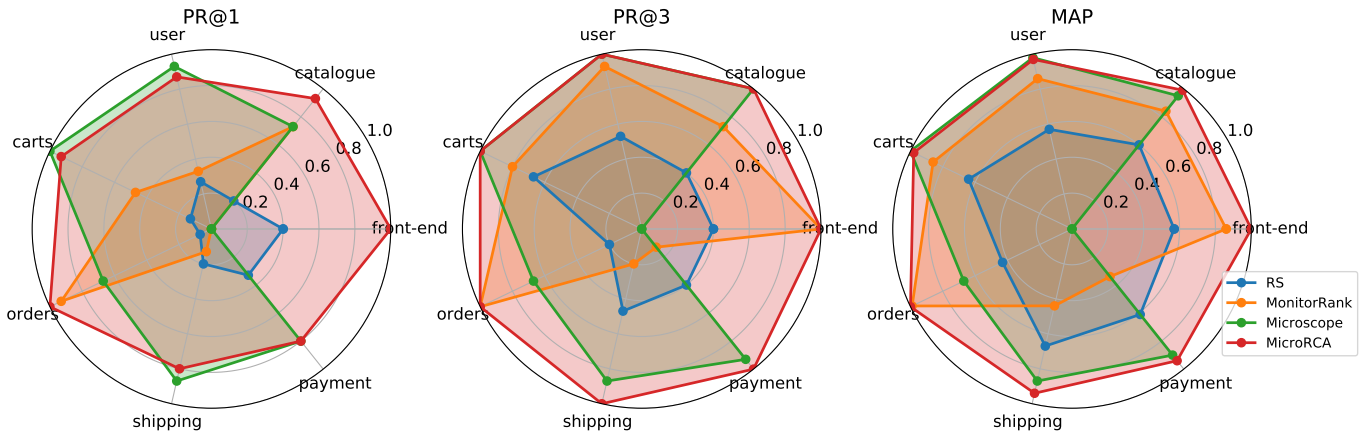 PR@1
user
catalogue
carts
1.0
0.8
0.6
0.4
0.2
front-end
orders
payment
shipping
PR@3
user
catalogue
carts
1.0
0.8
0.6
0.4
0.2
front-end
orders
payment
shipping
MAP
user
catalogue
carts
1.0
0.8
0.6
0.4
0.2
front-end
orders
payment
shipping
RS
MonitorRank
Microscope
MicroRCA